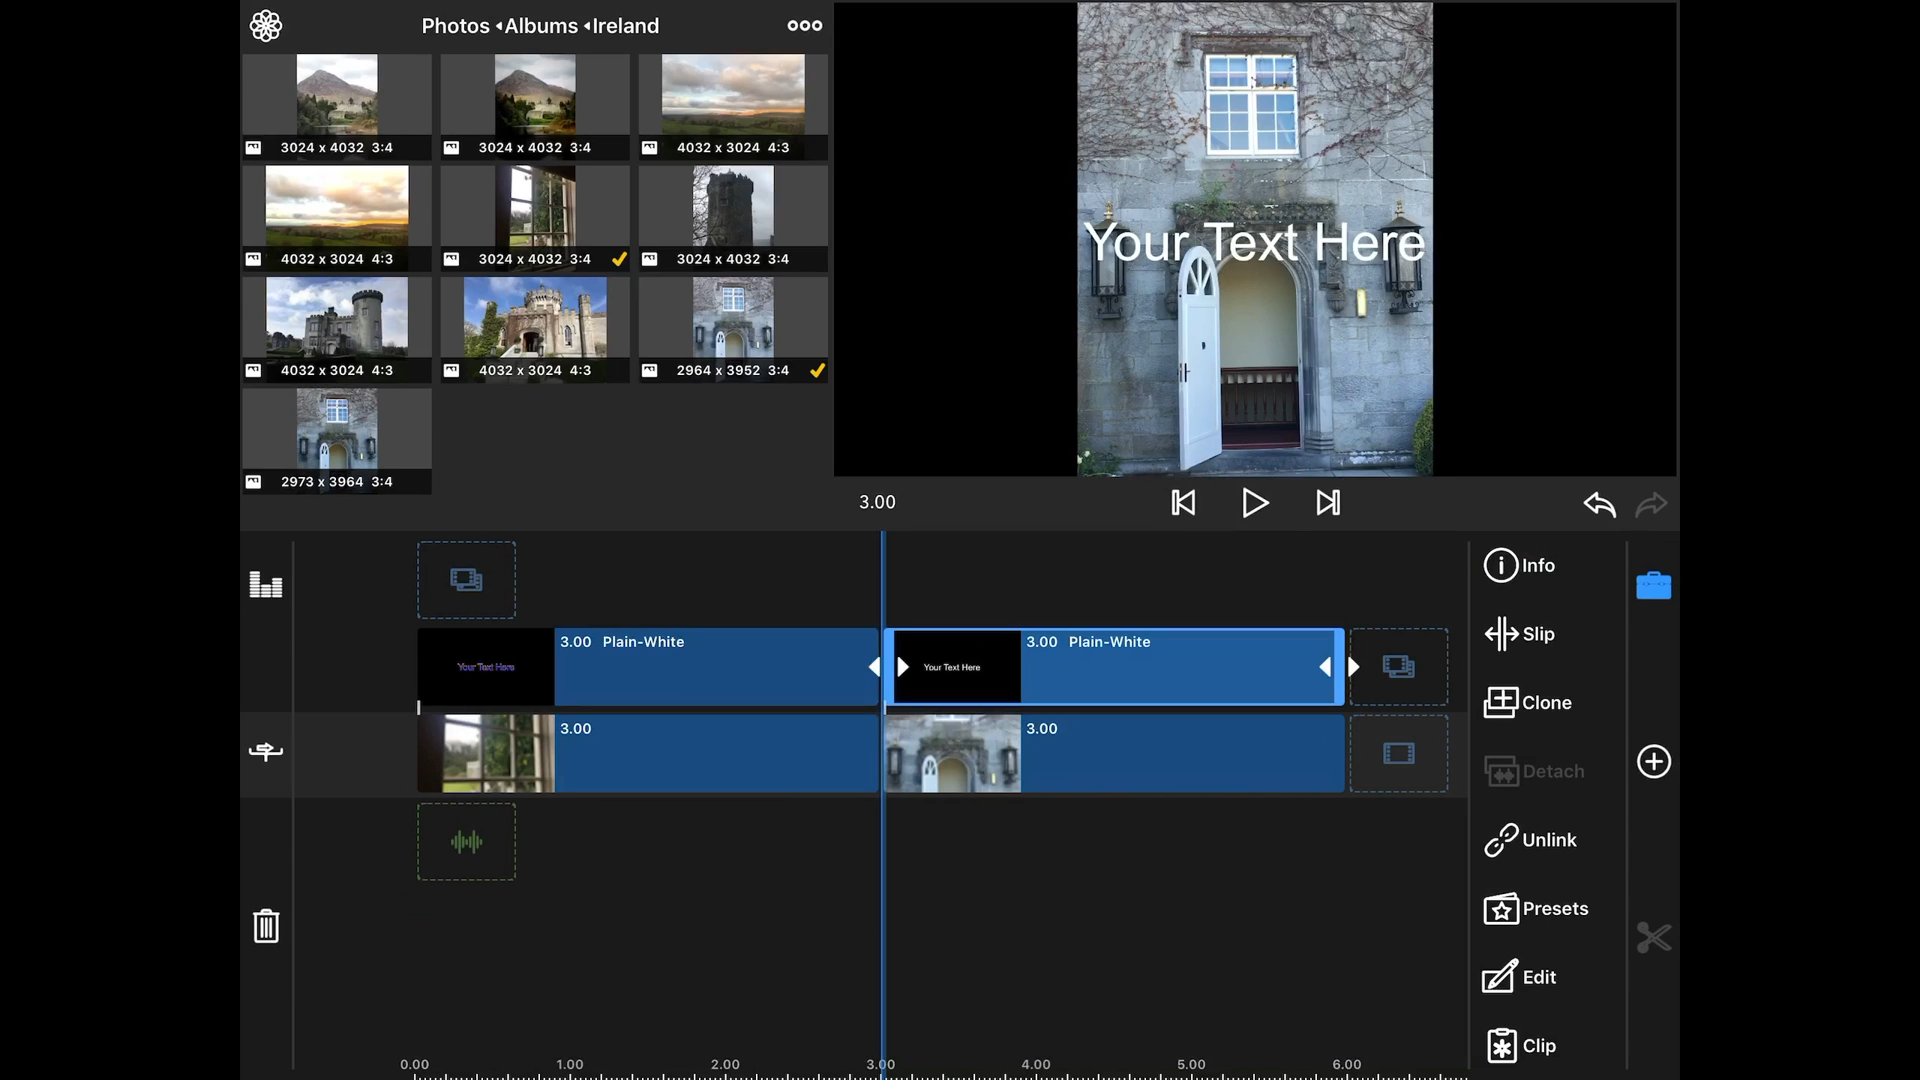 Photos Albums Ireland
3024 x 4032 3:4
3024 x 4032 3:4
4032 x 3024 4:3
4032 x 3024 4:3
3024 x 4032 3:4
3024 x 4032 3:4
4032 x 3024 4:3
4032 x 3024 4:3
2964 x 3952 3:4
2973 x 3964 3:4
Your Text Here
3.00
3.00 Plain-White
Your Text Here
3.00 Plain-White
Your Text Here
3.00
3.00
Info
Slip
Clone
Detach
Unlink
Presets
Edit
Clip
0.00 1.00 2.00 3.00 4.00 5.00 6.00